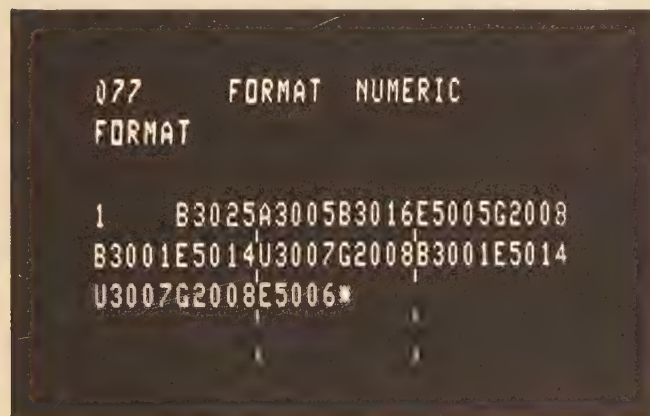 077 FORMAT NUMERIC
FORMAT
1 B3025A3005B3016E5005G2008
B3001E5014U3007G2008B3001E5014
U3007G2008E5006*